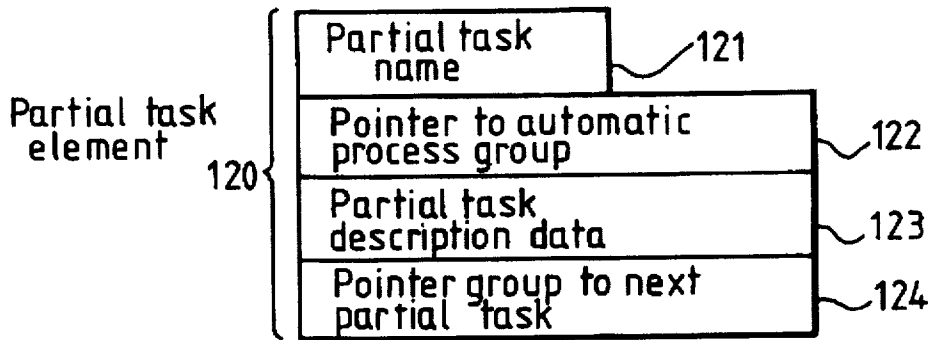 Partial task
name
121
Partial task
element
120
Pointer to automatic
process group
122
Partial task
description data
123
Pointer group to next
partial task
124